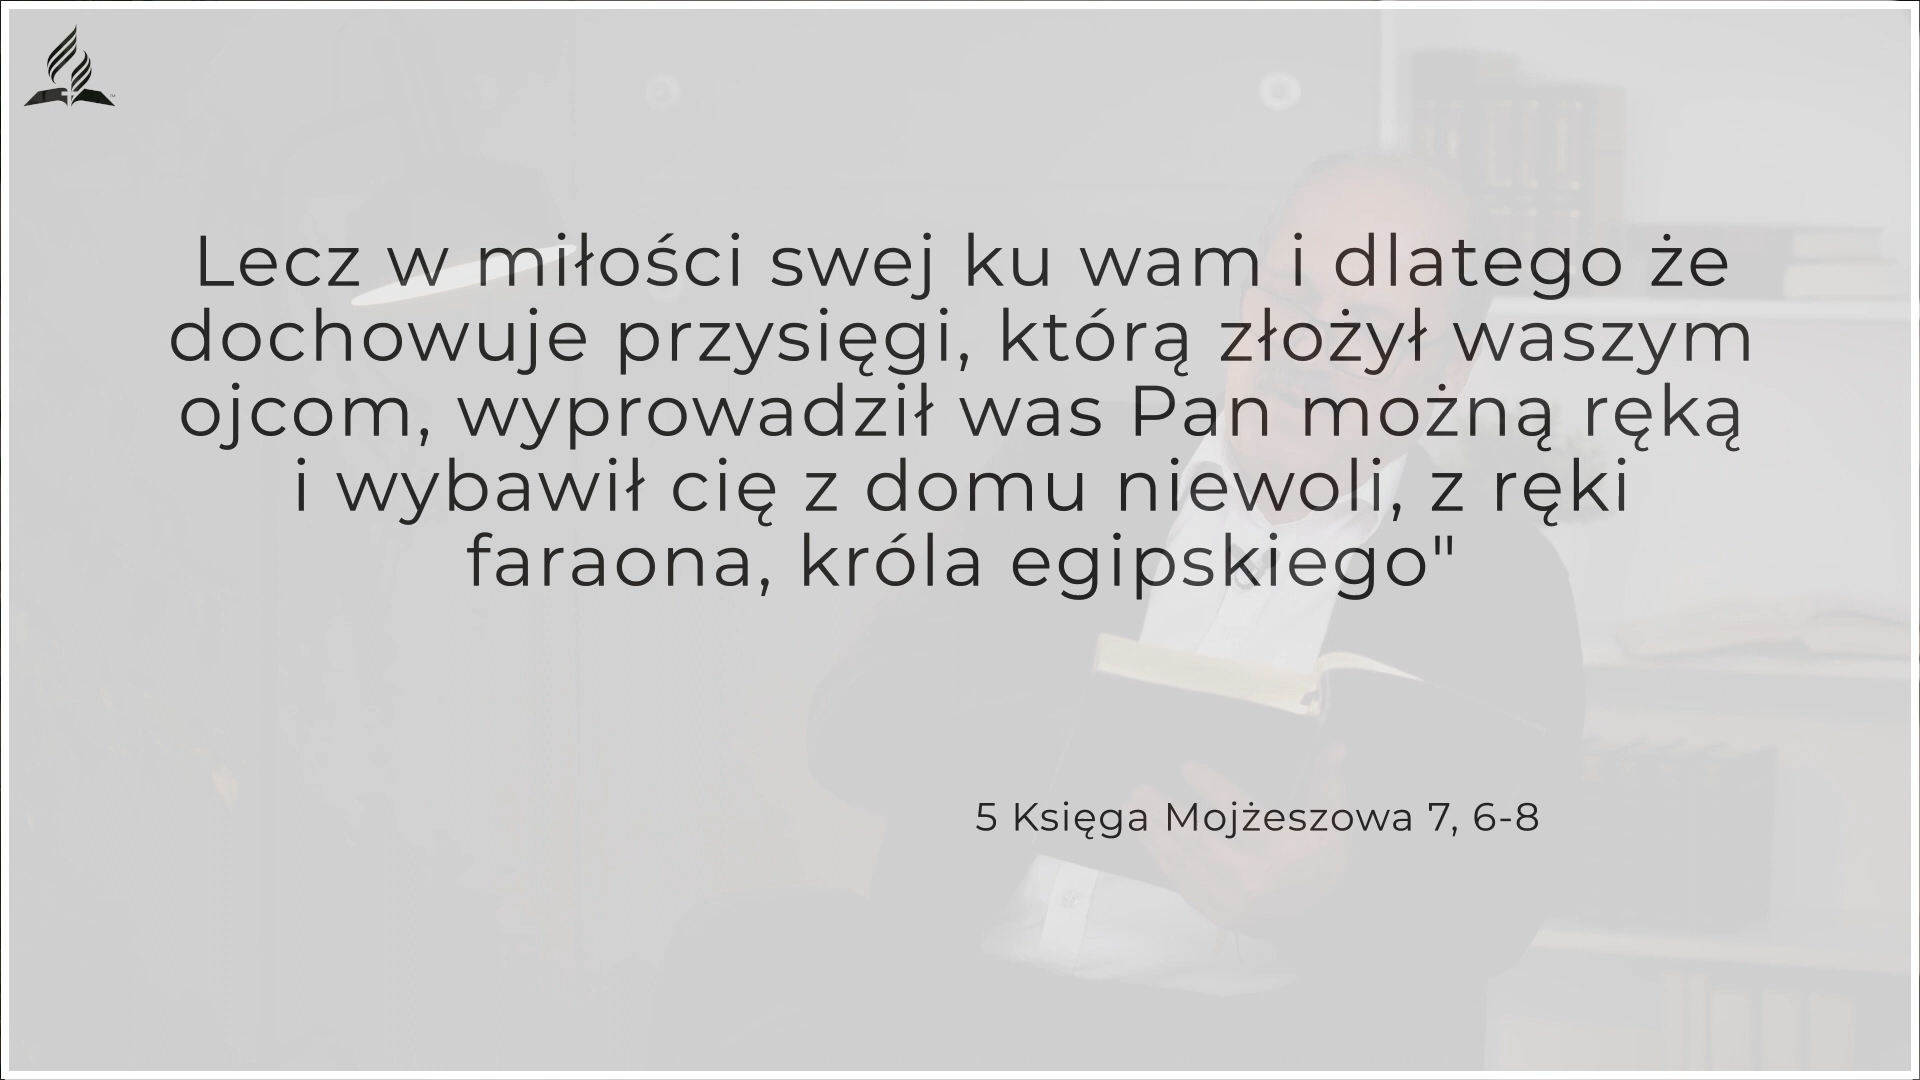 Lecz w miłości swej ku wam i dlatego że
dochowuje przysięgi, którą złożył waszym
ojcom, wyprowadził was Pan możną ręką
i wybawił cię z domu niewoli, z ręki
faraona, króla egipskiego"
5 Księga Mojżeszowa 7, 6-8